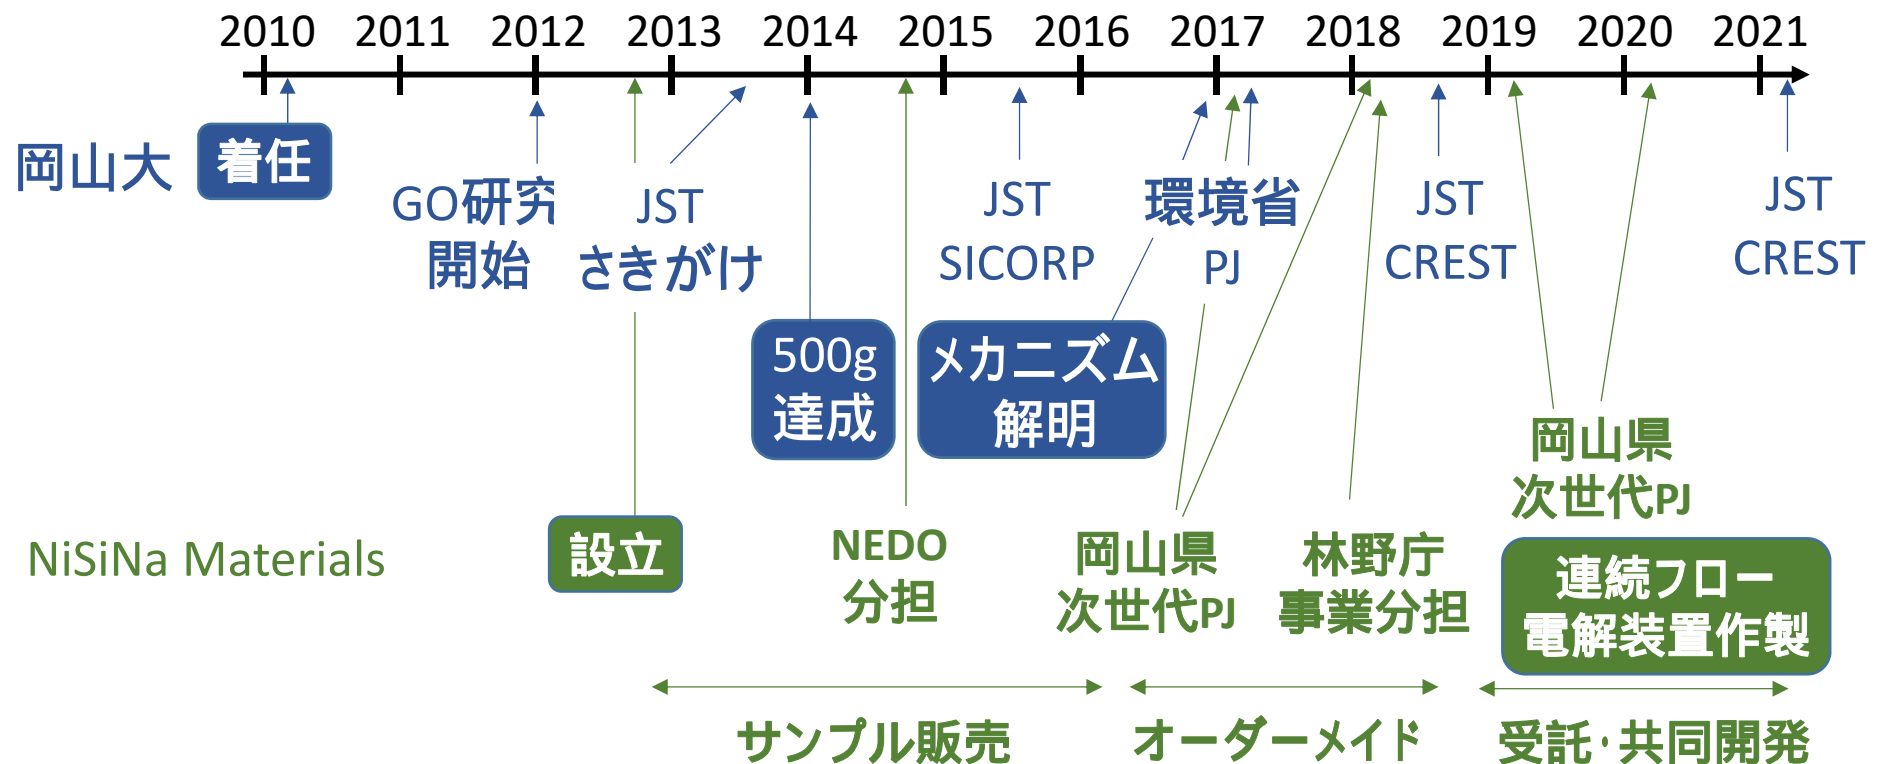 2010 2011 2012 2013 2014 2015 2016 2017 2018 2019 2020 2021
岡山大
着任
GO研究
開始
JST
さきがけ
500g
達成
JST
SICORP
メカニズム
解明
環境省
PJ
JST
CREST
JST
CREST
NiSiNa Materials
設立
NEDO
分担
岡山県
次世代PJ
林野庁
事業分担
岡山県
次世代PJ
連続フロー
電解装置作製
サンプル販売
オーダーメイド
受託・共同開発